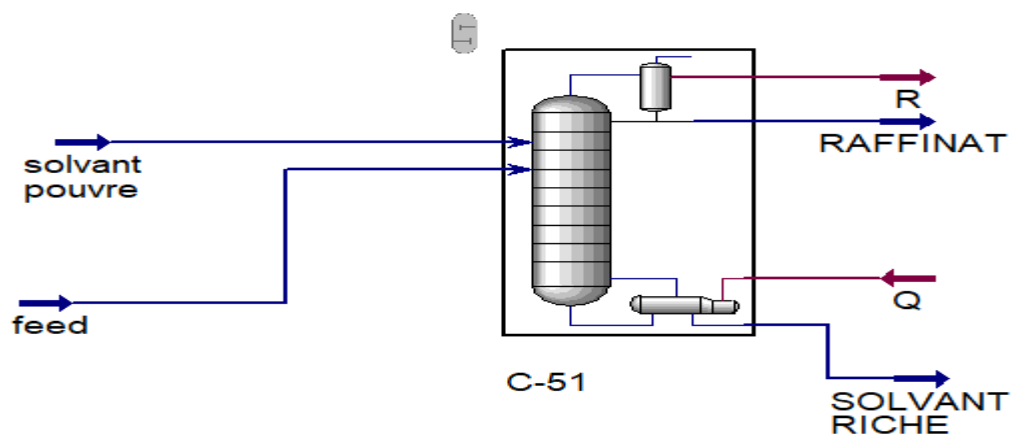 R
RAFFINAT
solvant
pouvre
Q
feed
C-51
SOLVANT
RICHE